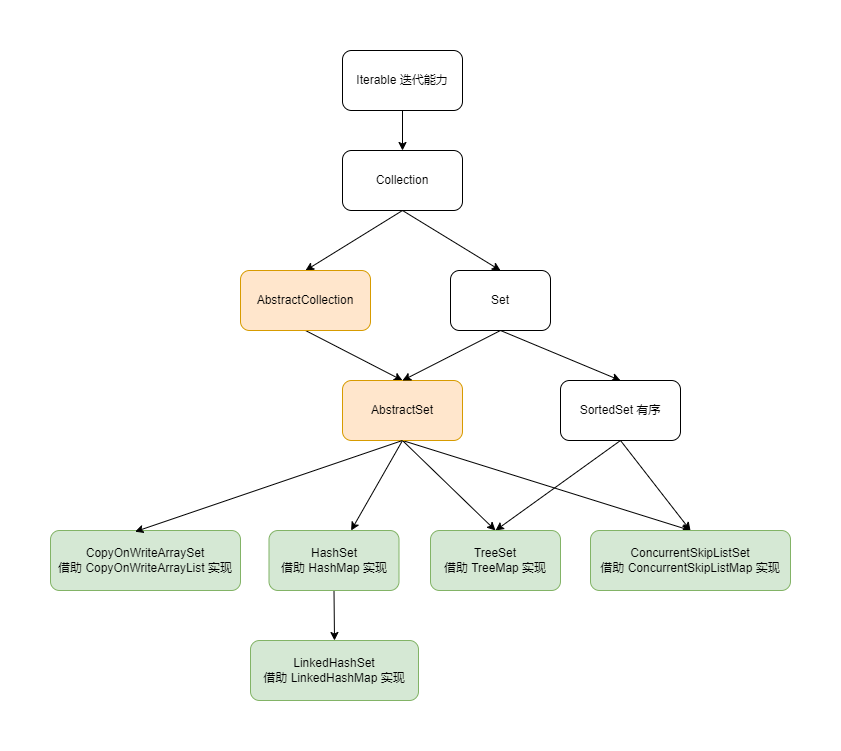 Iterable 迭代能力
Collection
AbstractCollection
Set
AbstractSet
SortedSet 有序
CopyOnWriteArraySet
借助 CopyOnWriteArrayList 实现
HashSet
借助 HashMap 实现
TreeSet
借助 TreeMap 实现
ConcurrentSkipListSet
借助 ConcurrentSkipListMap 实现
LinkedHashSet
借助 LinkedHashMap 实现